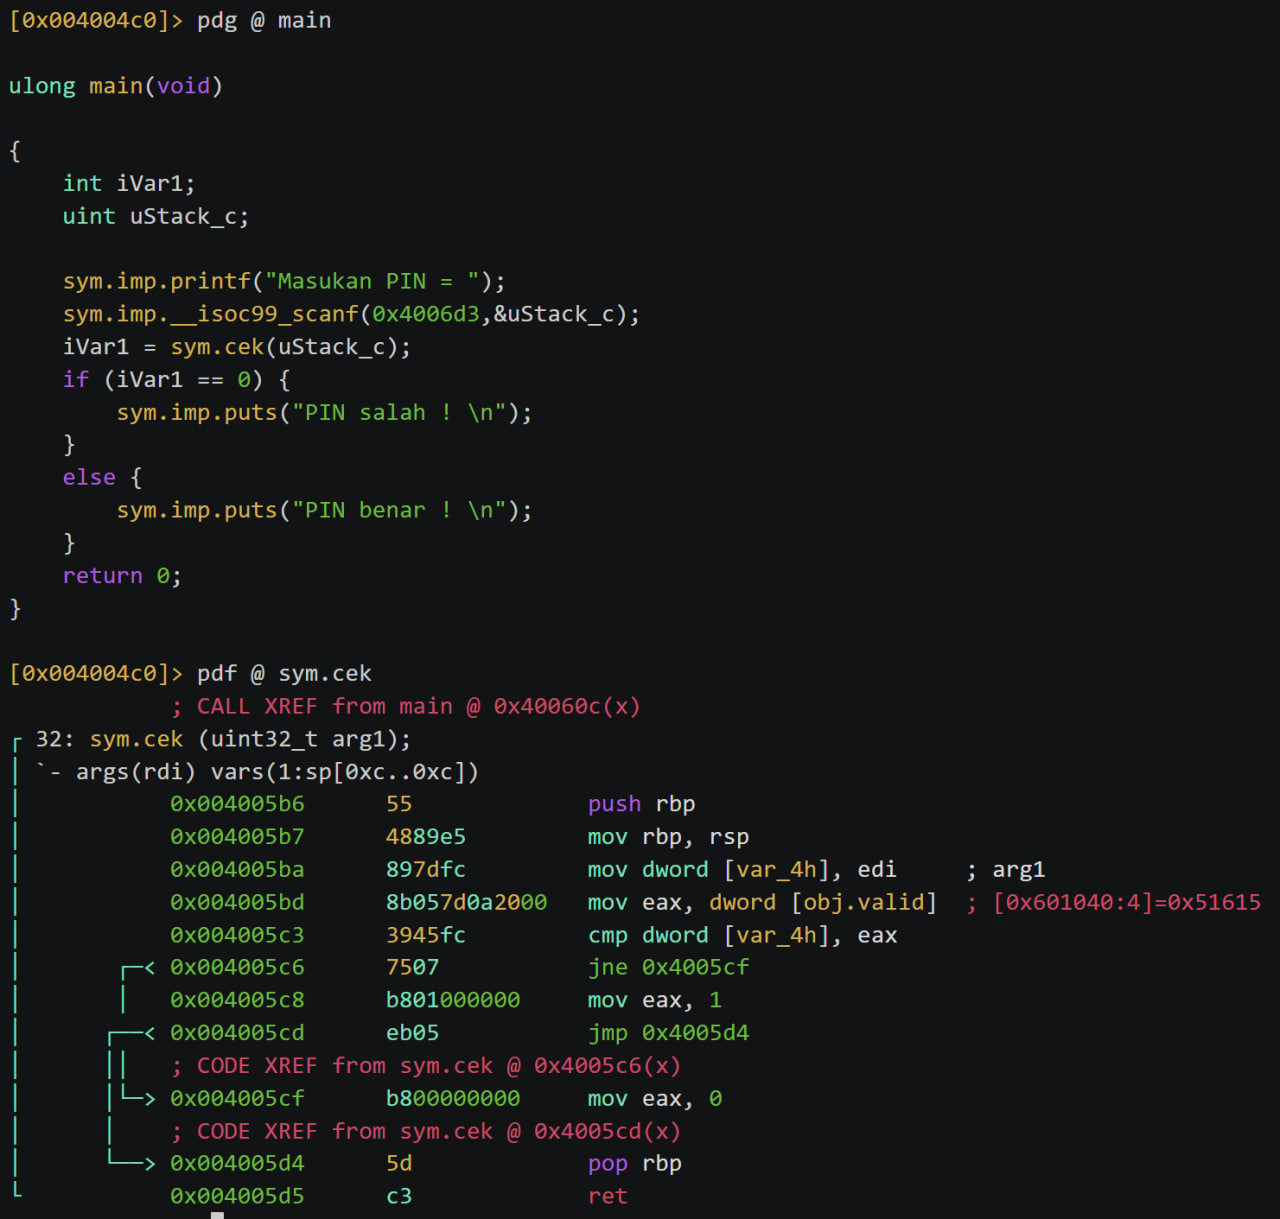 [0x004004c0]> pdg @ main
ulong main(void)
{
    int iVar1;
    uint uStack_c;
    sym.imp.printf("Masukan PIN = ");
    sym.imp.__isoc99_scanf(0x4006d3,&uStack_c);
    iVar1 = sym.cek(uStack_c);
    if (iVar1 == 0) {
        sym.imp.puts("PIN salah ! \n");
    }
    else {
        sym.imp.puts("PIN benar ! \n");
    }
    return 0;
}
[0x004004c0]> pdf @ sym.cek
            ; CALL XREF from main @ 0x40060c(x)
┌ 32: sym.cek (uint32_t arg1);
│ `- args(rdi) vars(1:sp[0xc..0xc])
│           0x004005b6      55             push rbp
│           0x004005b7      4889e5         mov rbp, rsp
│           0x004005ba      897dfc         mov dword [var_4h], edi     ; arg1
│           0x004005bd      8b057d0a2000   mov eax, dword [obj.valid]  ; [0x601040:4]=0x51615
│           0x004005c3      3945fc         cmp dword [var_4h], eax
│       ┌─< 0x004005c6      7507           jne 0x4005cf
│       │   0x004005c8      b801000000     mov eax, 1
│      ┌──< 0x004005cd      eb05           jmp 0x4005d4
│      ││   ; CODE XREF from sym.cek @ 0x4005c6(x)
│      │└─> 0x004005cf      b800000000     mov eax, 0
│      │    ; CODE XREF from sym.cek @ 0x4005cd(x)
│      └──> 0x004005d4      5d             pop rbp
└           0x004005d5      c3             ret